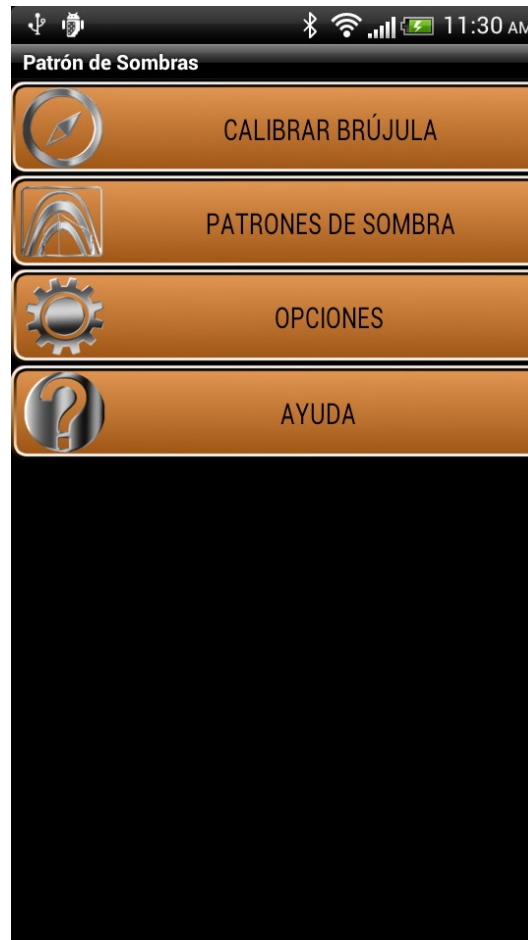 11:30 AM
Patrón de Sombras
CALIBRAR BRÚJULA
PATRONES DE SOMBRA
OPCIONES
AYUDA